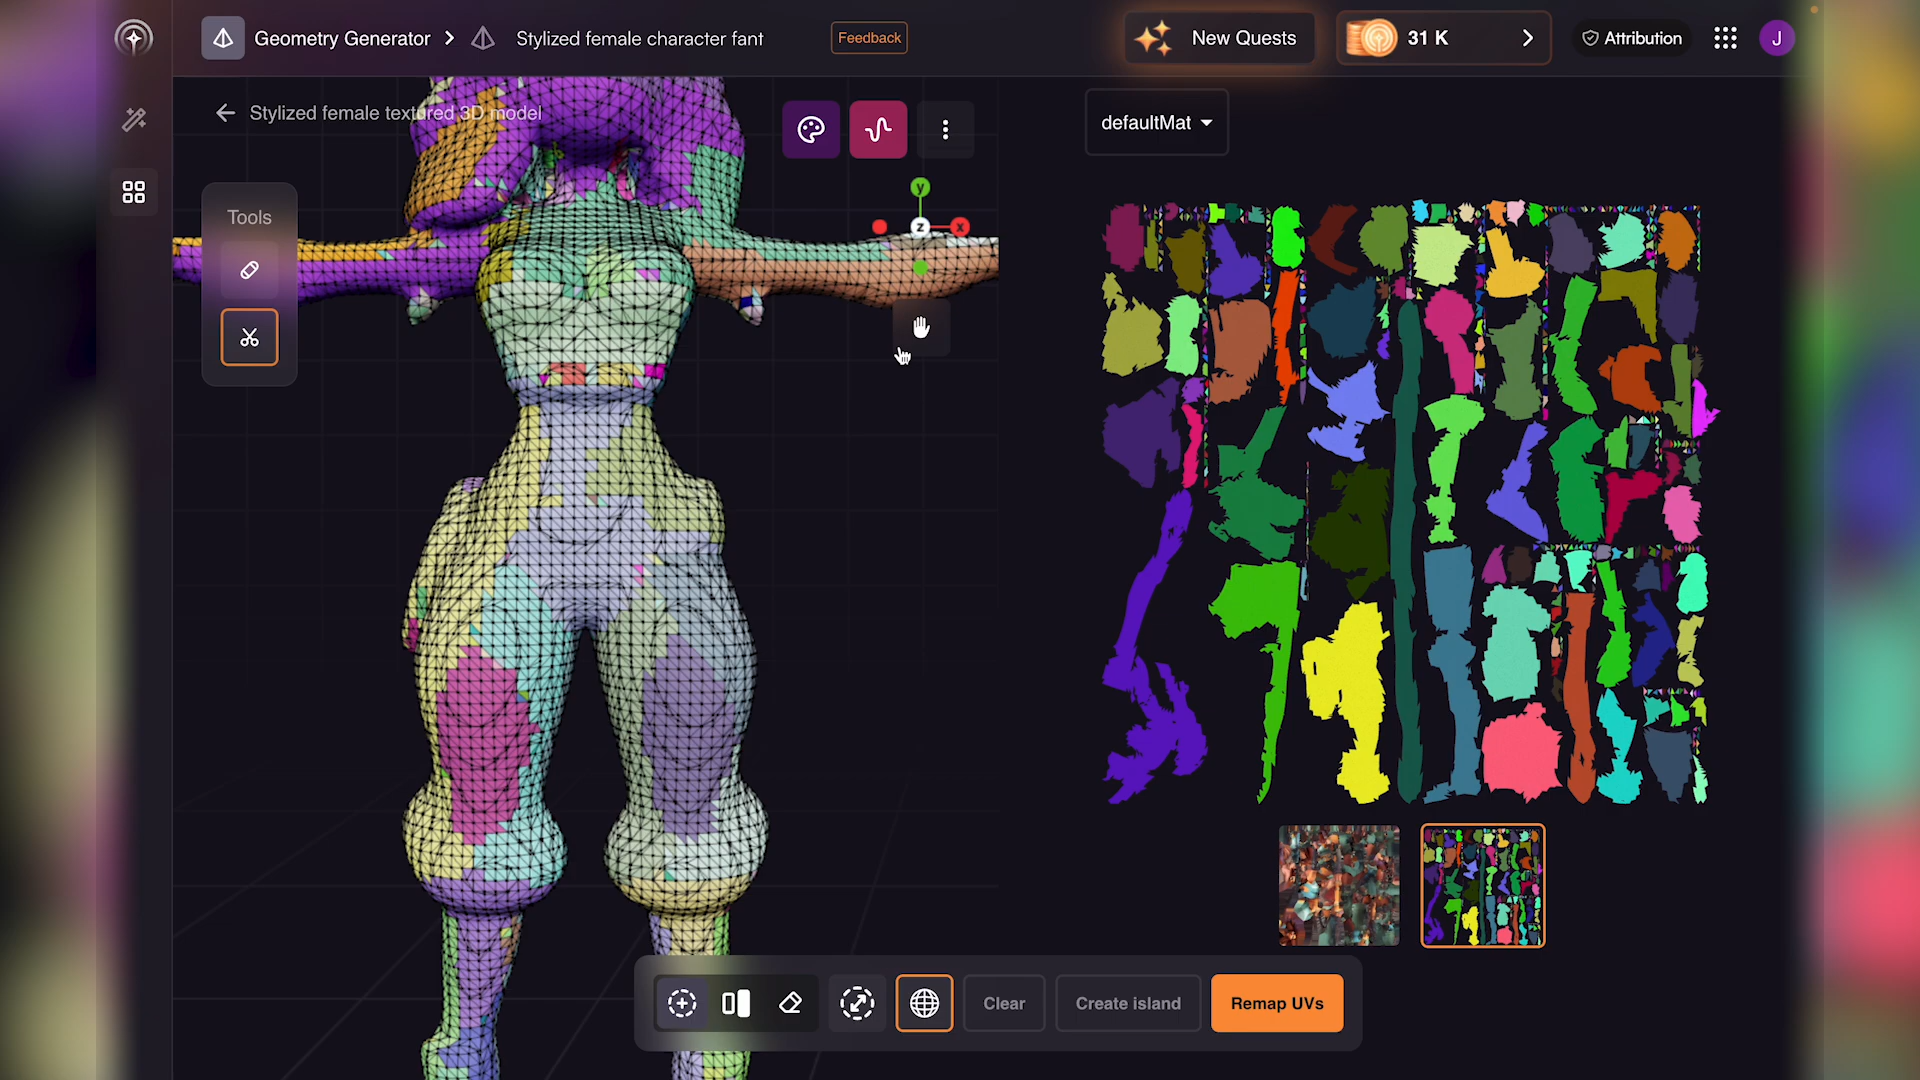 Geometry Generator
Stylized female character fant
Feedback
New Quests
31 K
Attribution
J
Stylized female textured 3D model
defaultMat
Tools
y
z
x
Clear
Create island
Remap UVs